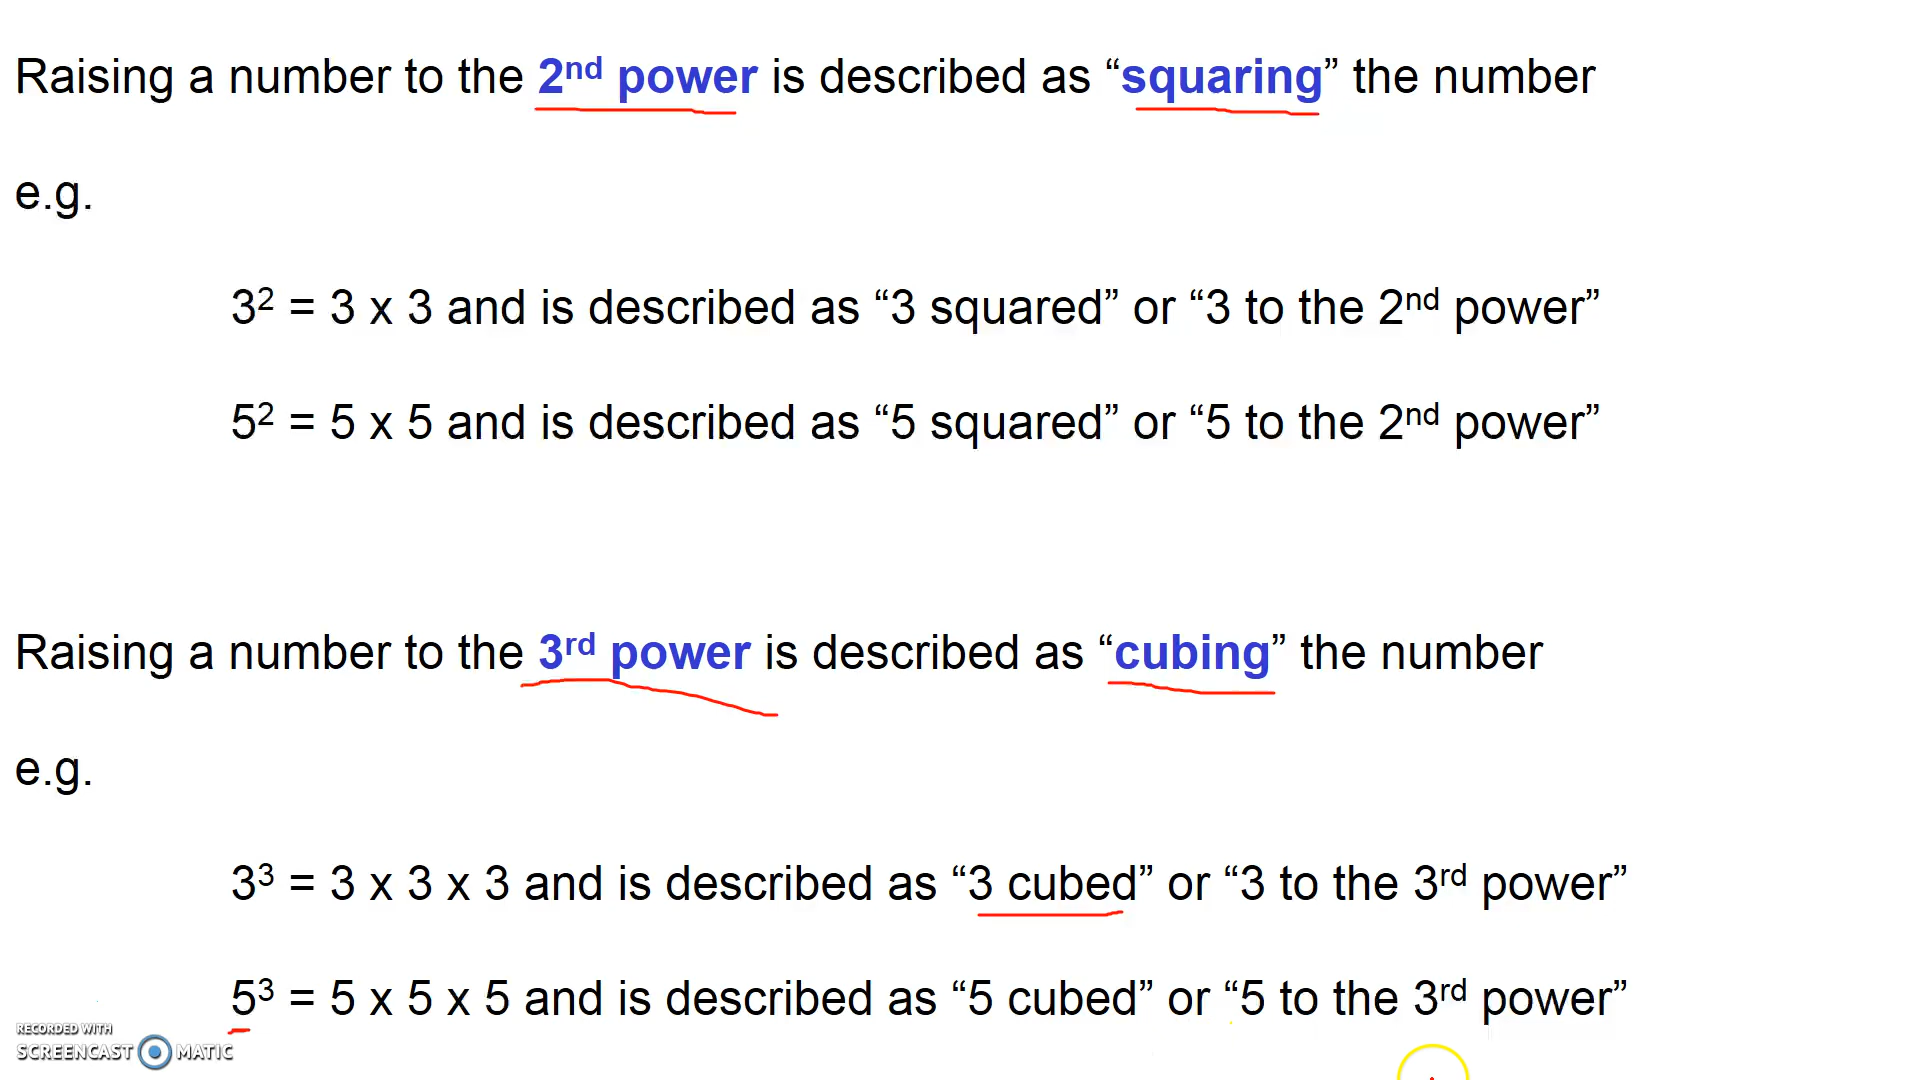 Raising a number to the 2nd power is described as “squaring” the number
e.g.
3² = 3 x 3 and is described as “3 squared” or “3 to the 2nd power”
5² = 5 x 5 and is described as “5 squared” or “5 to the 2nd power”
Raising a number to the 3rd power is described as “cubing” the number
e.g.
3³ = 3 x 3 x 3 and is described as “3 cubed” or “3 to the 3rd power”
5³ = 5 x 5 x 5 and is described as “5 cubed” or “5 to the 3rd power”
RECORDED WITH
SCREENCAST MATIC